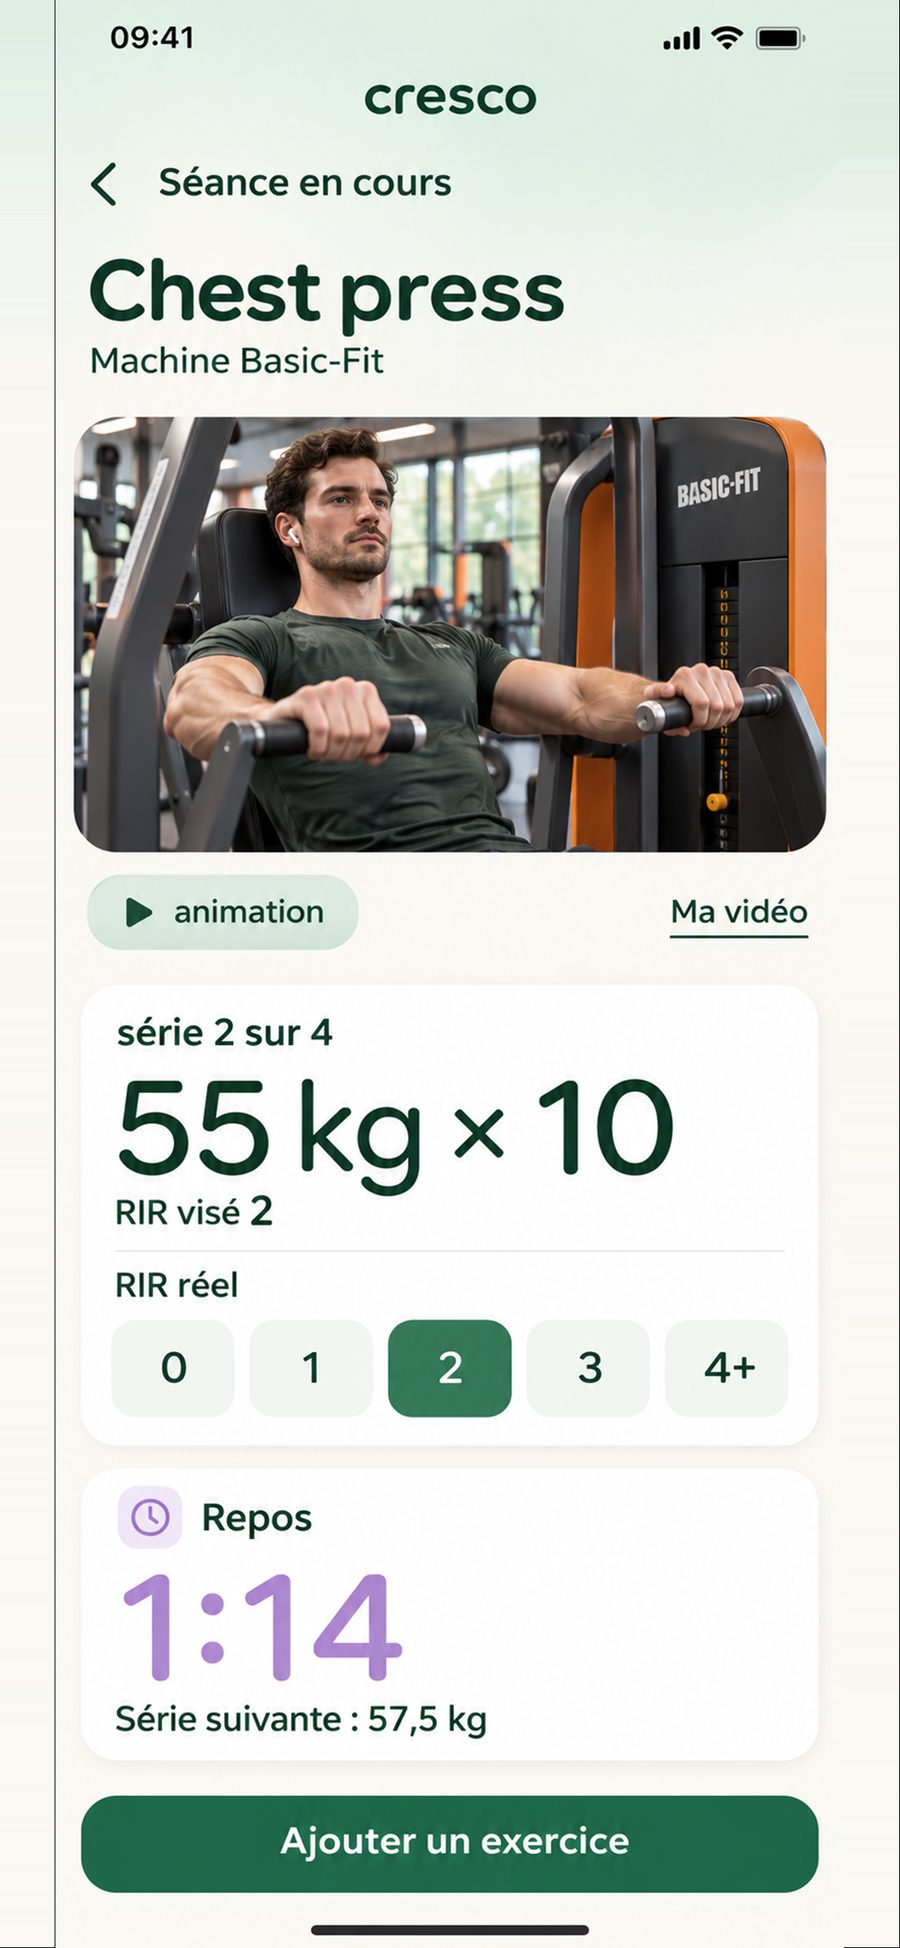 09:41
cresco
Séance en cours
Chest press
Machine Basic-Fit
BASIC-FIT
animation
Ma vidéo
série 2 sur 4
55 kg × 10
RIR visé 2
RIR réel
0 1 2 3 4+
Repos
1:14
Série suivante : 57,5 kg
Ajouter un exercice